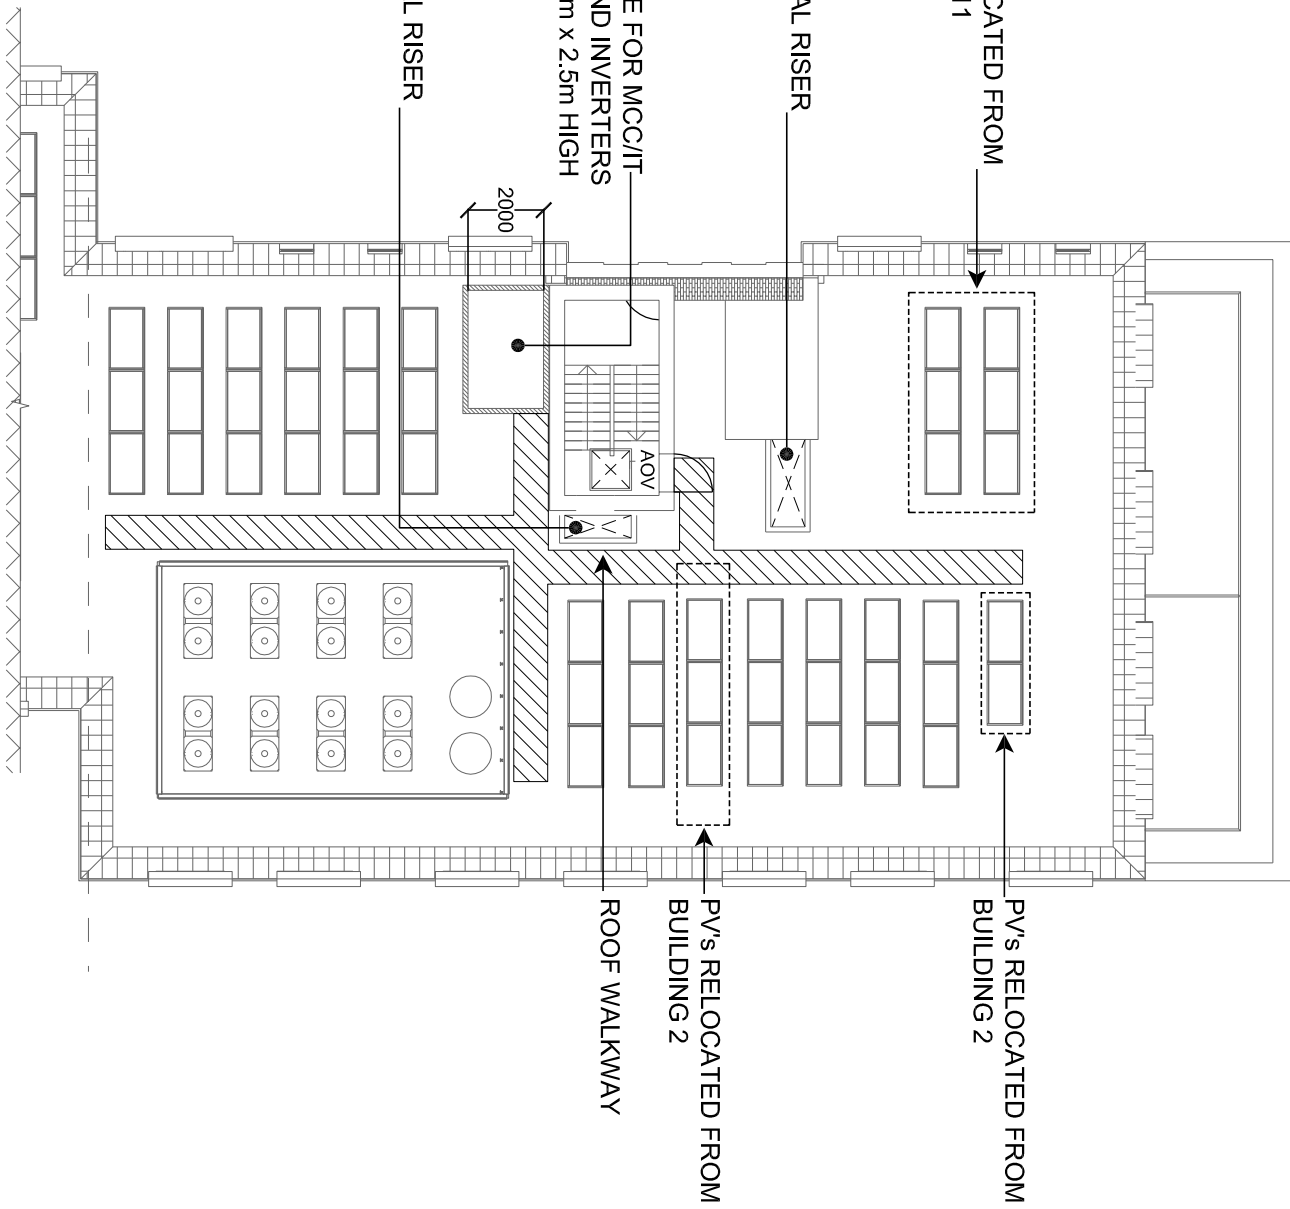 CATED FROM
11
AL RISER
E FOR MCC/IT
ND INVERTERS
m x 2.5m HIGH
L RISER
2000
AOV
PV's RELOCATED FROM
BUILDING 2
PV's RELOCATED FROM
BUILDING 2
ROOF WALKWAY